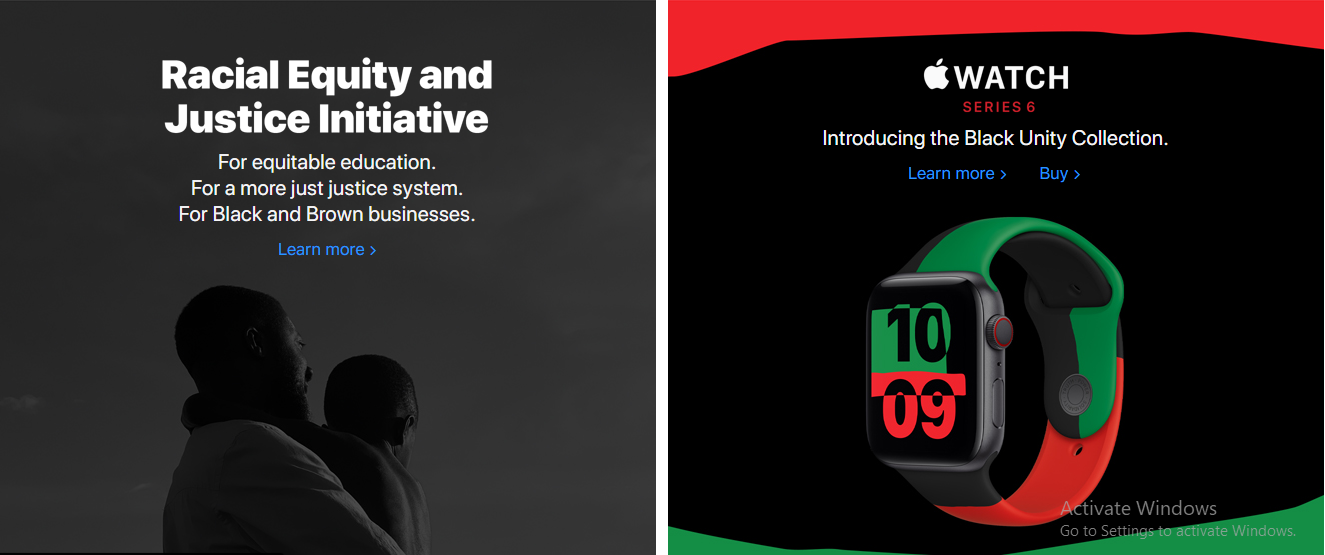 Racial Equity and
Justice Initiative
For equitable education.
For a more just justice system.
For Black and Brown businesses.
Learn more >
WATCH
SERIES 6
Introducing the Black Unity Collection.
Learn more > Buy >
10
09
Activate Windows
Go to Settings to activate Windows.